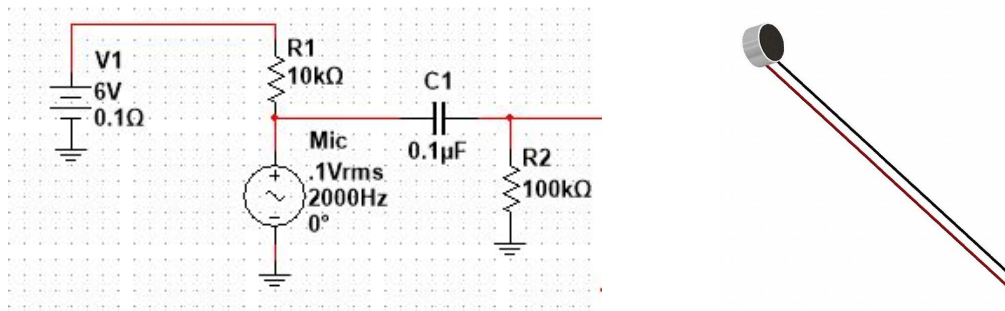 V1
6V
0.1Ω
R1
10kΩ
Mic
.1Vrms
2000Hz
0°
C1
0.1µF
R2
100kΩ